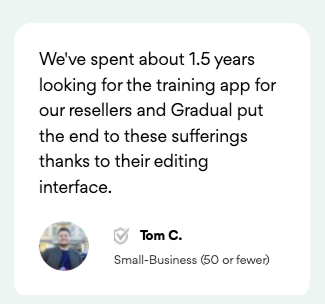 We've spent about 1.5 years
looking for the training app for
our resellers and Gradual put
the end to these sufferings
thanks to their editing
interface.
Tom C.
Small-Business (50 or fewer)